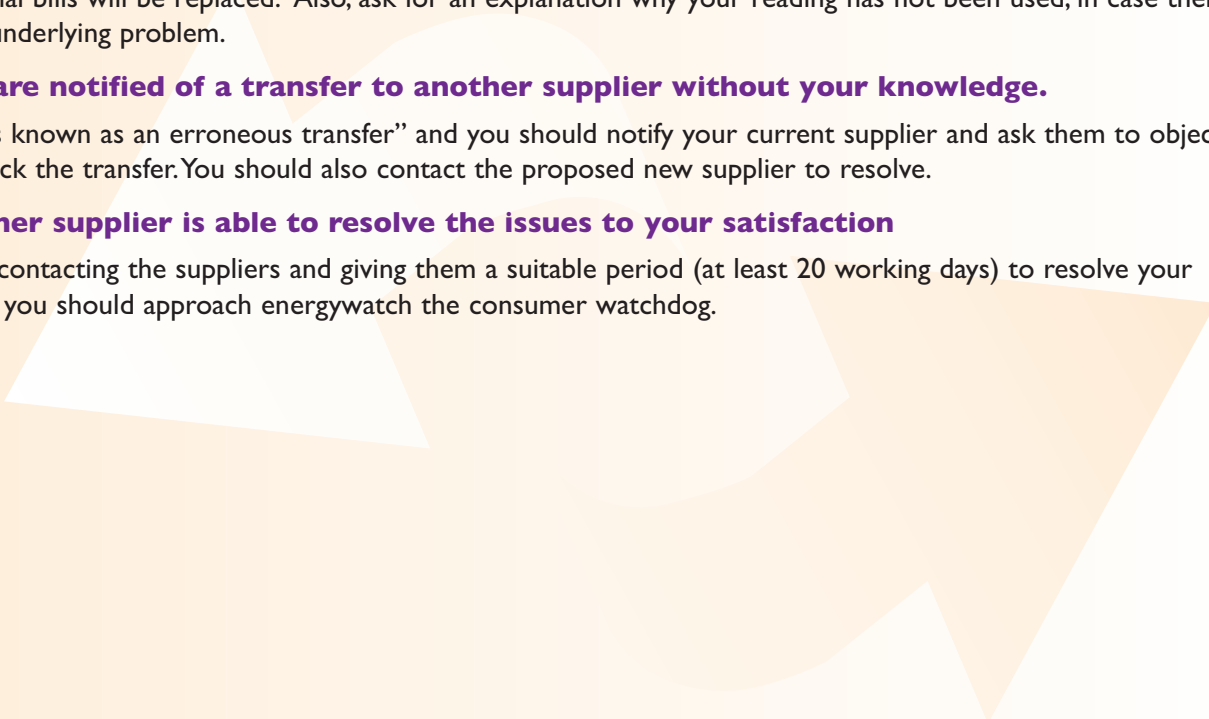 nal bills will be replaced. Also, ask for an explanation why your reading has not been used, in case ther
underlying problem.
are notified of a transfer to another supplier without your knowledge.
s known as an erroneous transfer” and you should notify your current supplier and ask them to objec
ck the transfer. You should also contact the proposed new supplier to resolve.
her supplier is able to resolve the issues to your satisfaction
contacting the suppliers and giving them a suitable period (at least 20 working days) to resolve your
you should approach energywatch the consumer watchdog.